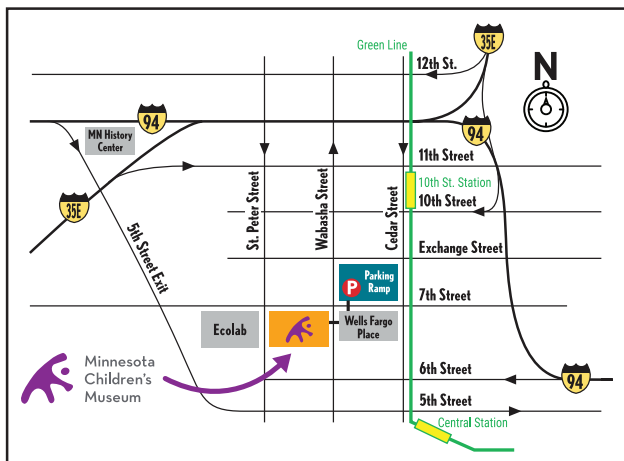 Green Line
35E
12th St.
N
94
MN History
Center
94
11th Street
10th St. Station
10th Street
35E
St. Peter Street
Wabasha Street
Cedar Street
5th Street Exit
Exchange Street
P
Parking
Ramp
7th Street
Ecolab
Wells Fargo
Place
Minnesota
Children's
Museum
6th Street
94
5th Street
Central Station